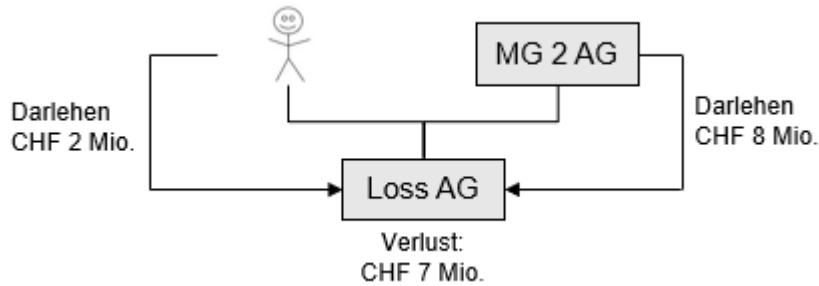 MG 2 AG
Darlehen
CHF 2 Mio.
Darlehen
CHF 8 Mio.
Loss AG
Verlust:
CHF 7 Mio.